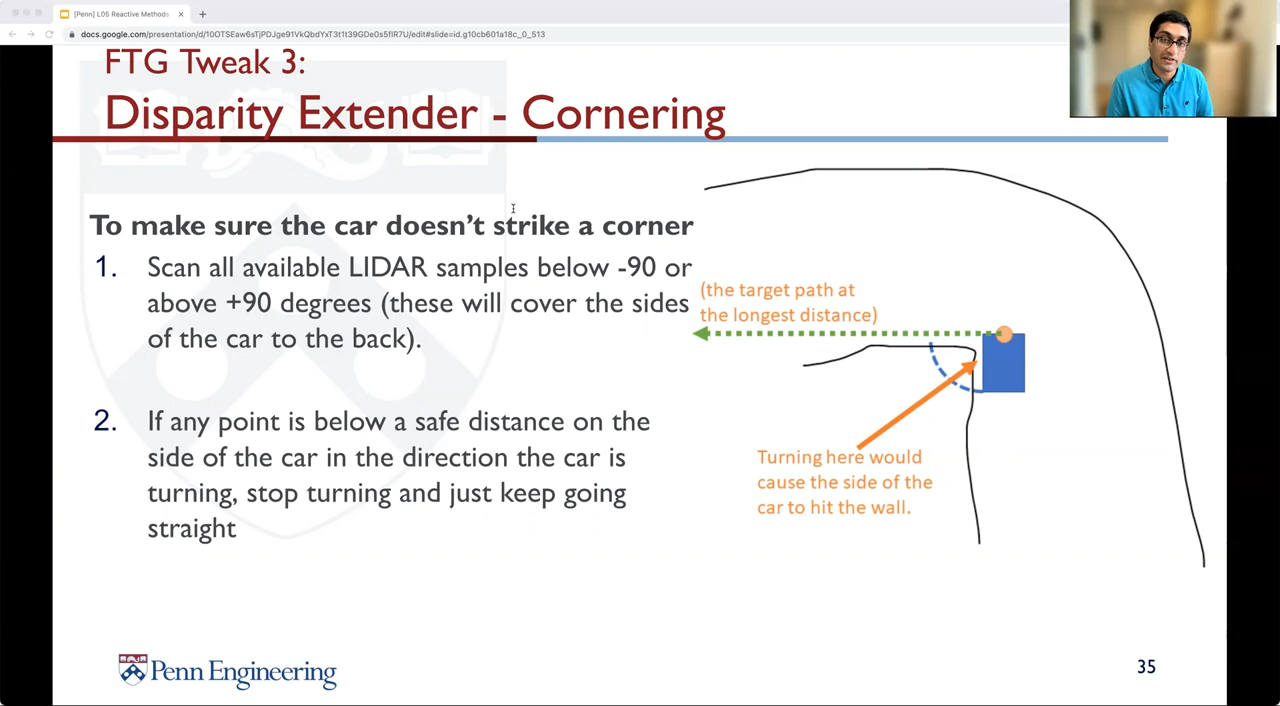 [Penn] L05 Reactive Methods
docs.google.com/presentation/d/10OTSEaw6sTjPDJge91VkQbdYxT3t1t39GDe0s5flR7U/edit#slide=id.g10cb601a18c_0_513
FTG Tweak 3:
Disparity Extender - Cornering
To make sure the car doesn't strike a corner
1. Scan all available LIDAR samples below -90 or
above +90 degrees (these will cover the sides
of the car to the back).
2. If any point is below a safe distance on the
side of the car in the direction the car is
turning, stop turning and just keep going
straight
(the target path at
the longest distance)
Turning here would
cause the side of the
car to hit the wall.
Penn Engineering
35